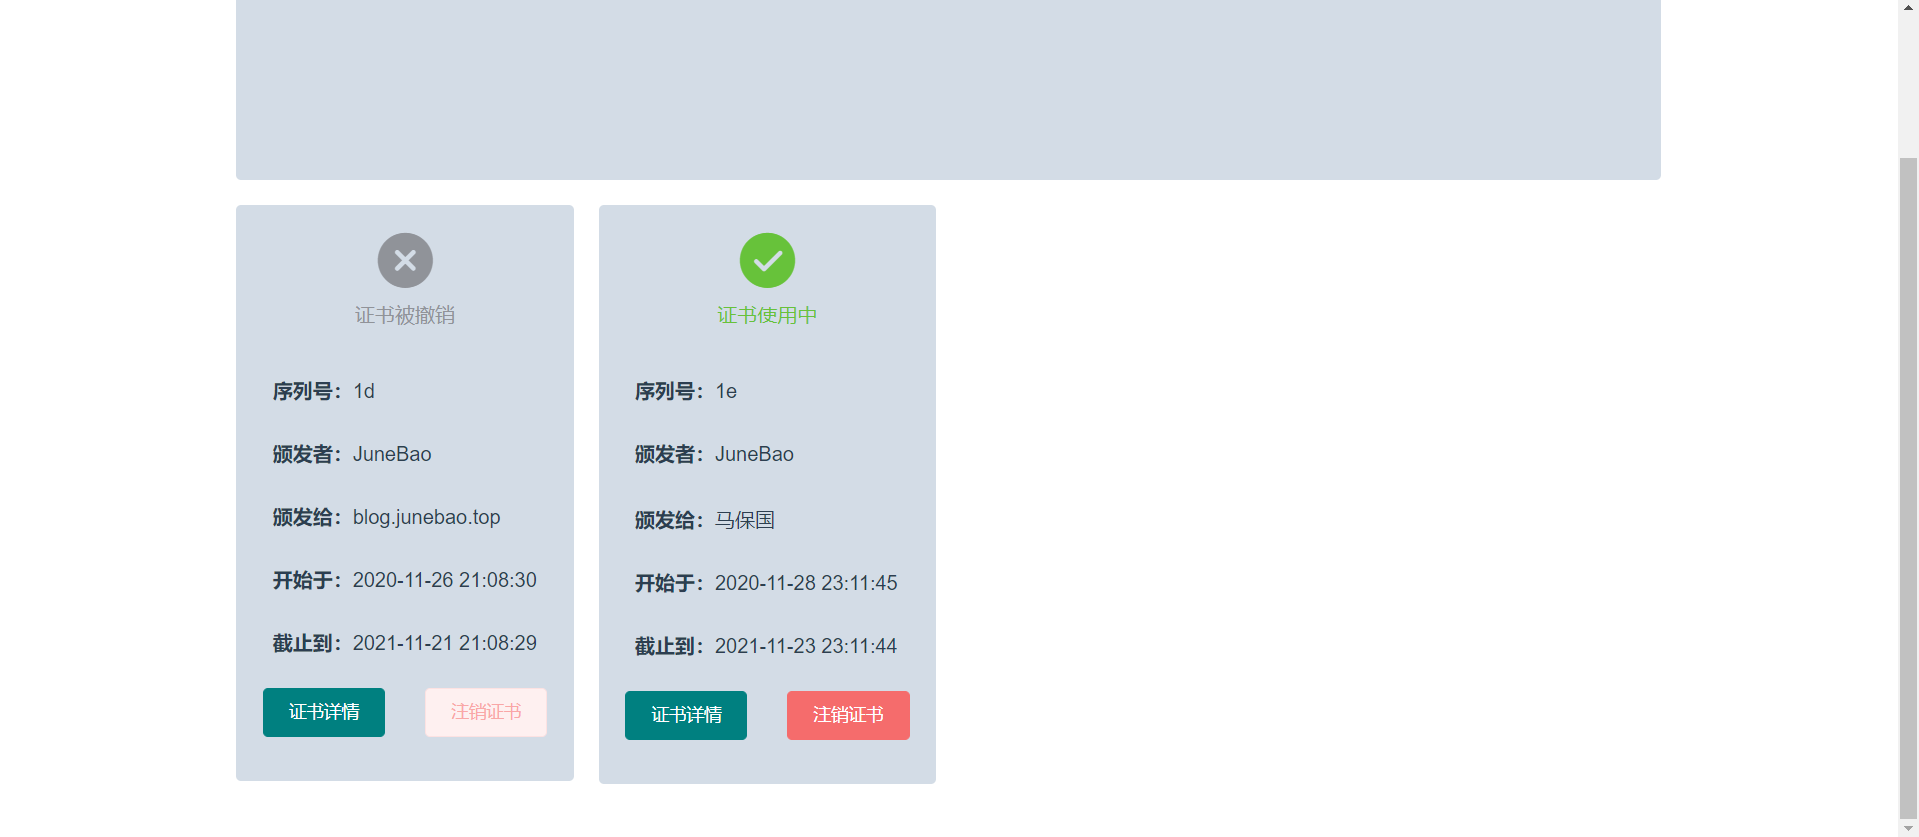 证书被撤销
序列号：1d
颁发者：JuneBao
颁发给：blog.junebao.top
开始于：2020-11-26 21:08:30
截止到：2021-11-21 21:08:29
证书详情
注销证书
证书使用中
序列号：1e
颁发者：JuneBao
颁发给：马保国
开始于：2020-11-28 23:11:45
截止到：2021-11-23 23:11:44
证书详情
注销证书